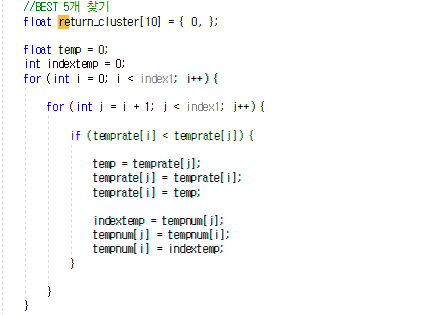 //BEST 5개 찾기
float return_cluster[10] = { 0, };
float temp = 0;
int indextemp = 0;
for (int i = 0; i < index1; i++) {
for (int j = i + 1; j < index1; j++) {
if (temprate[i] < temprate[j]) {
temp = temprate[j];
temprate[j] = temprate[i];
temprate[i] = temp;
indextemp = tempnum[j];
tempnum[j] = tempnum[i];
tempnum[i] = indextemp;
}
}
}